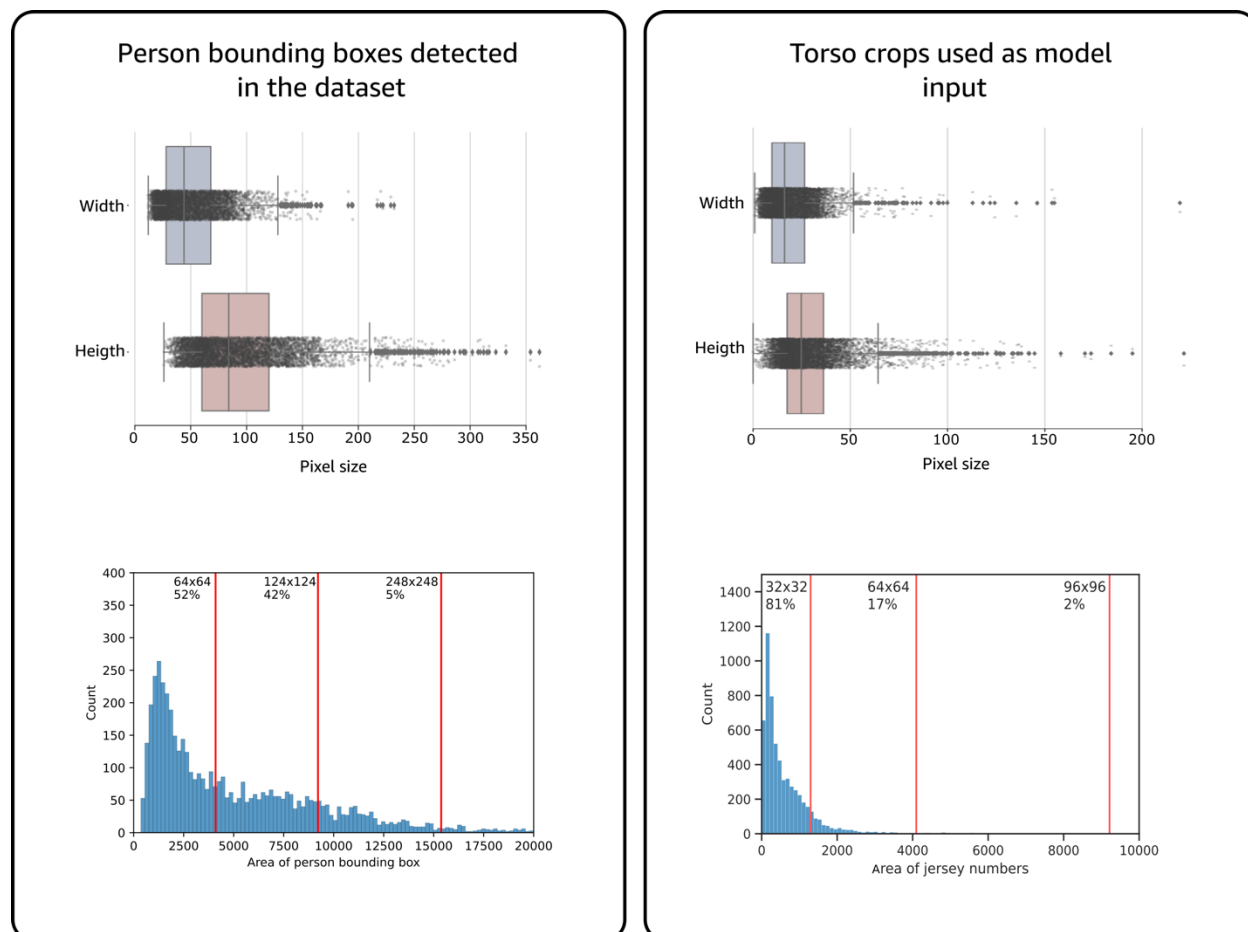 Person bounding boxes detected
in the dataset
Width
Heigth
0 50 100 150 200 250 300 350
Pixel size
400
350
300
250
200
150
100
50
0
Count
64x64
52%
124x124
42%
248x248
5%
0 2500 5000 7500 10000 12500 15000 17500 20000
Area of person bounding box
Torso crops used as model
input
Width
Heigth
0 50 100 150 200
Pixel size
1400
1200
1000
800
600
400
200
0
Count
32x32
81%
64x64
17%
96x96
2%
0 2000 4000 6000 8000 10000
Area of jersey numbers